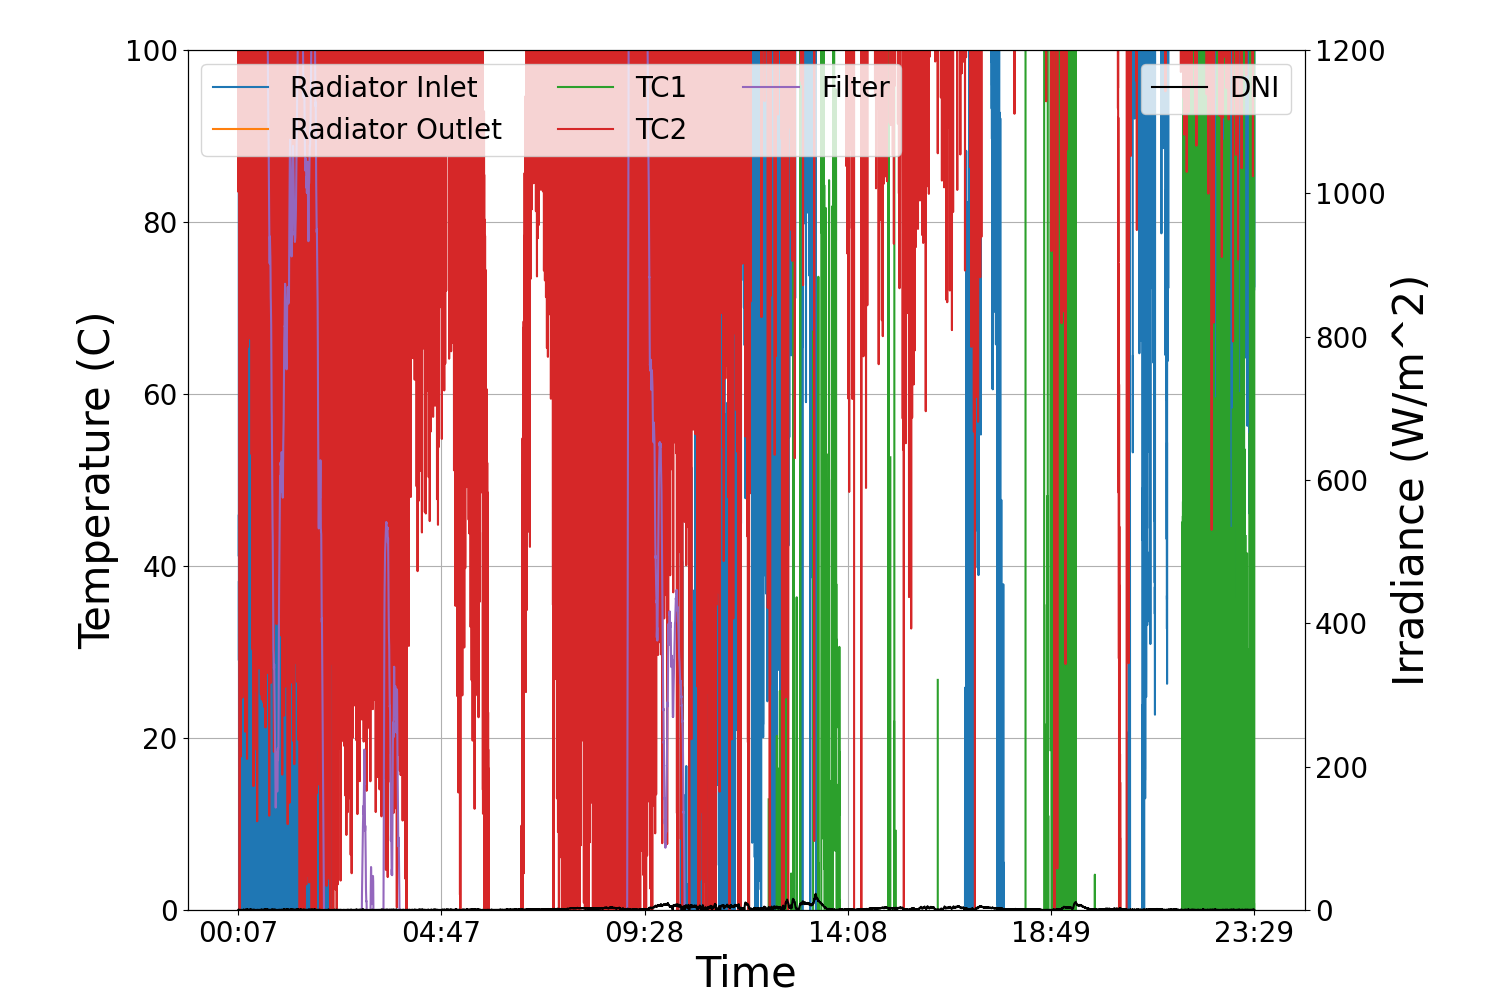 100
80
60
40
20
0
Temperature (C)
Radiator Inlet
Radiator Outlet
TC1
TC2
Filter
DNI
1200
1000
800
600
400
200
0
Irradiance (W/m^2)
00:07
04:47
09:28
14:08
18:49
23:29
Time